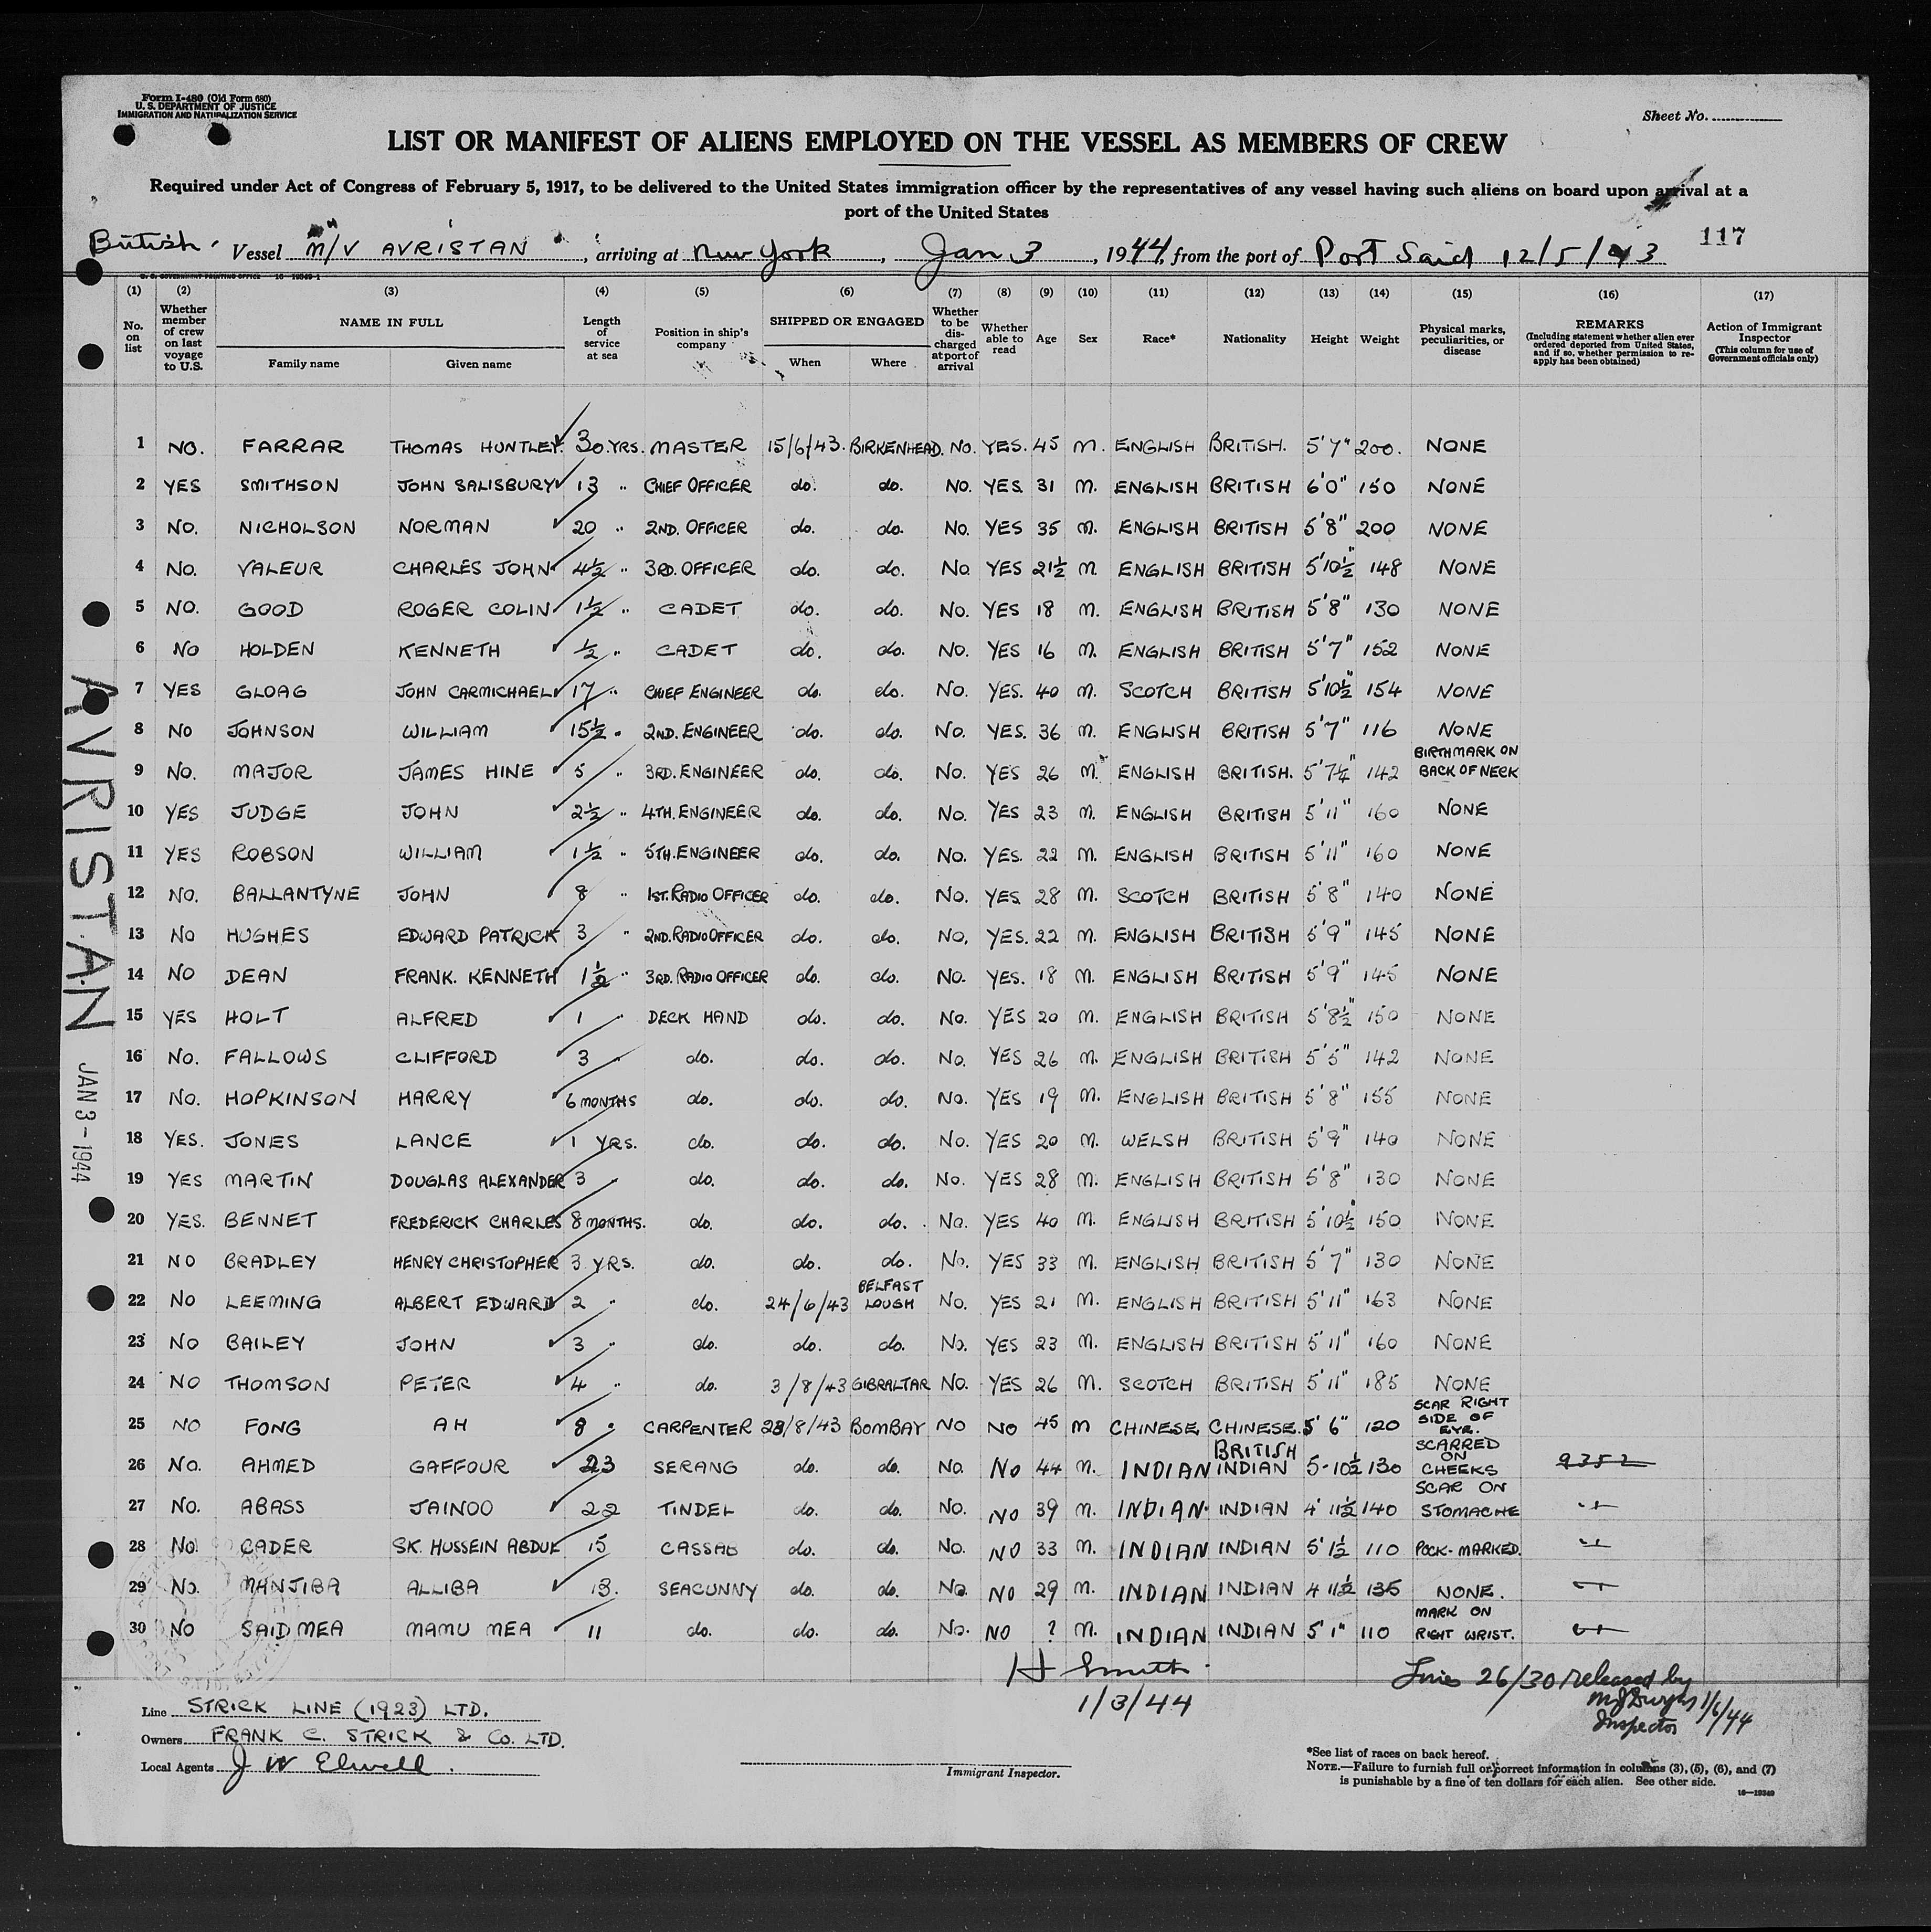 Form I-480 (Old Form 680)
U. S. DEPARTMENT OF JUSTICE
IMMIGRATION AND NATURALIZATION SERVICE
Sheet No.
LIST OR MANIFEST OF ALIENS EMPLOYED ON THE VESSEL AS MEMBERS OF CREW
Required under Act of Congress of February 5, 1917, to be delivered to the United States immigration officer by the representatives of any vessel having such aliens on board upon arrival at a
port of the United States
117
British Vessel M/V AVRISTAN, arriving at New York, Jan 3, 1944, from the port of Port Said 12/5/43
(1) (2) (3) (4) (5) (6) (7) (8) (9) (10) (11) (12) (13) (14) (15) (16) (17)
No. on list | Whether member of crew on last voyage to U.S. | NAME IN FULL Family name Given name | Length of service at sea | Position in ship's company | SHIPPED OR ENGAGED When Where | Whether to be discharged at port of arrival | Whether able to read | Age | Sex | Race* | Nationality | Height | Weight | Physical marks, peculiarities, or disease | REMARKS (Including statement whether alien ever ordered deported from United States, and if so, whether permission to reapply has been obtained) | Action of Immigrant Inspector (This column for use of Government officials only)
1 NO. FARRAR THOMAS HUNTLEY. 30 YRS. MASTER 15/6/43. BIRKENHEAD. NO. YES. 45 M. ENGLISH BRITISH. 5'7" 200. NONE
2 YES SMITHSON JOHN SALISBURY 13 " CHIEF OFFICER do. do. NO. YES. 31 M. ENGLISH BRITISH 6'0" 150 NONE
3 NO. NICHOLSON NORMAN 20 " 2ND. OFFICER do. do. NO. YES 35 M. ENGLISH BRITISH 5'8" 200 NONE
4 NO. VALEUR CHARLES JOHN 4½ " 3RD. OFFICER do. do. NO YES 21½ M. ENGLISH BRITISH 5'10½" 148 NONE
5 NO. GOOD ROGER COLIN 1½ " CADET do. do. NO. YES 18 M. ENGLISH BRITISH 5'8" 130 NONE
6 NO HOLDEN KENNETH ½ " CADET do. do. NO. YES 16 M. ENGLISH BRITISH 5'7" 152 NONE
7 YES GLOAG JOHN CARMICHAEL 17 " CHIEF ENGINEER do. do. NO. YES. 40 M. SCOTCH BRITISH 5'10½" 154 NONE
8 NO JOHNSON WILLIAM 15½ " 2ND. ENGINEER do. do. NO. YES. 36 M. ENGLISH BRITISH 5'7" 116 NONE
9 NO. MAJOR JAMES HINE 5 " 3RD. ENGINEER do. do. NO. YES 26 M. ENGLISH BRITISH. 5'7½" 142 BIRTHMARK ON BACK OF NECK
10 YES JUDGE JOHN 2½ " 4TH. ENGINEER do. do. NO. YES 23 M. ENGLISH BRITISH 5'11" 160 NONE
11 YES ROBSON WILLIAM 1½ " 5TH. ENGINEER do. do. NO. YES. 22 M. ENGLISH BRITISH 5'11" 160 NONE
12 NO. BALLANTYNE JOHN 8 " 1ST. RADIO OFFICER do. do. NO. YES. 28 M. SCOTCH BRITISH 5'8" 140 NONE
13 NO HUGHES EDWARD PATRICK 3 " 2ND. RADIO OFFICER do. do. NO. YES. 22 M. ENGLISH BRITISH 5'9" 145 NONE
14 NO DEAN FRANK. KENNETH 1½ " 3RD. RADIO OFFICER do. do. NO. YES. 18 M. ENGLISH BRITISH 5'9" 145 NONE
15 YES HOLT ALFRED 1 " DECK HAND do. do. NO. YES 20 M. ENGLISH BRITISH 5'8½" 150 NONE
16 NO. FALLOWS CLIFFORD 3 " do. do. do. NO. YES 26 M. ENGLISH BRITISH 5'5" 142 NONE
17 NO. HOPKINSON HARRY 6 MONTHS do. do. do. NO. YES 19 M. ENGLISH BRITISH 5'8" 155 NONE
18 YES. JONES LANCE 1 YRS. do. do. do. NO. YES 20 M. WELSH BRITISH 5'9" 140 NONE
19 YES MARTIN DOUGLAS ALEXANDER 3 " do. do. do. NO. YES 28 M. ENGLISH BRITISH 5'8" 130 NONE
20 YES. BENNET FREDERICK CHARLES 8 MONTHS. do. do. do. NO. YES 40 M. ENGLISH BRITISH 5'10½" 150 NONE
21 NO BRADLEY HENRY CHRISTOPHER 3 YRS. do. do. do. NO. YES 33 M. ENGLISH BRITISH 5'7" 130 NONE
22 NO LEEMING ALBERT EDWARD 2 " do. 24/6/43 BELFAST LOUGH NO. YES 21 M. ENGLISH BRITISH 5'11" 163 NONE
23 NO BAILEY JOHN 3 " do. do. do. NO. YES 23 M. ENGLISH BRITISH 5'11" 160 NONE
24 NO THOMSON PETER 4 " do. 3/8/43 GIBRALTAR NO. YES 26 M. SCOTCH BRITISH 5'11" 185 NONE
25 NO FONG AH 8 " CARPENTER 28/8/43 BOMBAY NO NO 45 M CHINESE CHINESE. 5'6" 120 SCAR RIGHT SIDE OF EYE.
26 NO. AHMED GAFFOUR 23 SERANG do. do. NO. NO 44 M. INDIAN BRITISH INDIAN 5-10½ 130 SCARRED ON CHEEKS 9352
27 NO. ABASS JAINOO 22 TINDEL do. do. NO. NO 39 M. INDIAN INDIAN 4'11½ 140 SCAR ON STOMACHE "
28 NO. CADER SK. HUSSEIN ABDUL 15 CASSAB do. do. NO. NO 33 M. INDIAN INDIAN 5'1½ 110 POCK-MARKED. "
29 NO. MANJIBA ALLIBA 13. SEACUNNY do. do. NO NO 29 M. INDIAN INDIAN 4 11½ 135 NONE. "
30 NO SAID MEA MAMU MEA 11 do. do. do. NO. NO ? M. INDIAN INDIAN 5'1" 110 MARK ON RIGHT WRIST. "
AVRISTAN JAN 3 - 1944
H Smith
1/3/44
Lines 26/30 released by
1/6/44
Inspector
Line STRICK LINE (1923) LTD.
Owners FRANK C. STRICK & CO. LTD.
Local Agents J W Elwell.
Immigrant Inspector.
*See list of races on back hereof.
NOTE.—Failure to furnish full or correct information in columns (3), (5), (6), and (7)
is punishable by a fine of ten dollars for each alien. See other side.
16—19349